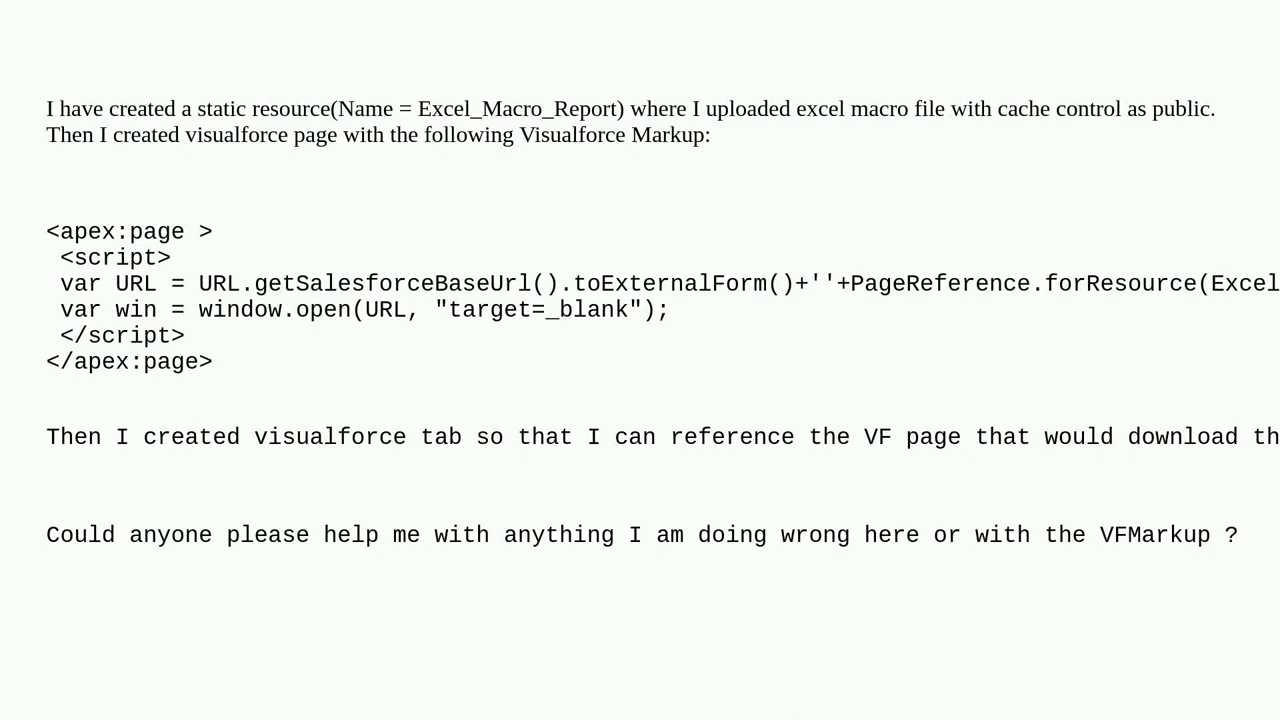 I have created a static resource(Name = Excel_Macro_Report) where I uploaded excel macro file with cache control as public.
Then I created visualforce page with the following Visualforce Markup:
<apex:page >
<script>
var URL = URL.getSalesforceBaseUrl().toExternalForm()+''+PageReference.forResource(Excel
var win = window.open(URL, "target=_blank");
</script>
</apex:page>
Then I created visualforce tab so that I can reference the VF page that would download th
Could anyone please help me with anything I am doing wrong here or with the VFMarkup ?